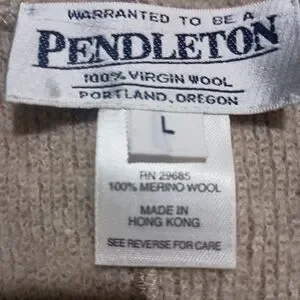 WARRANTED TO BE A
PENDLETON
100% VIRGIN WOOL
PORTLAND, OREGON
L
RN 29685
100% MERINO WOOL
MADE IN
HONG KONG
SEE REVERSE FOR CARE